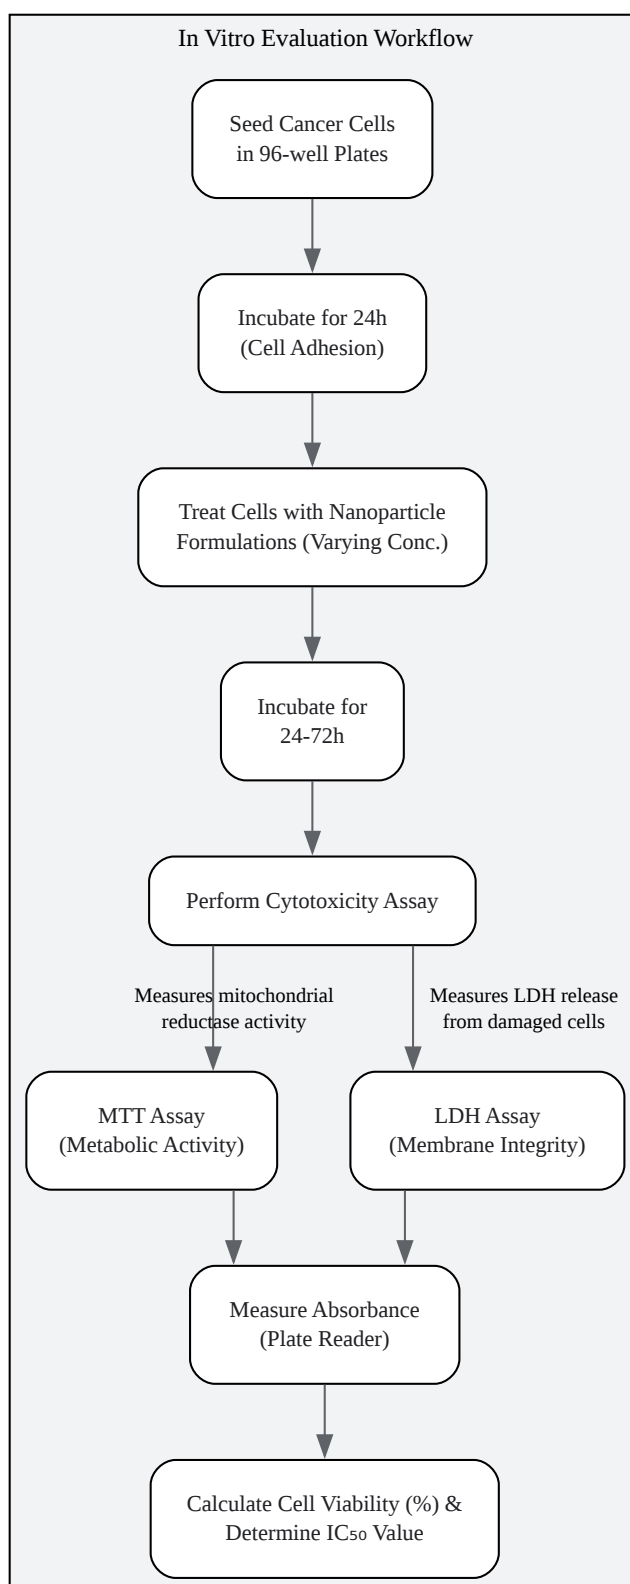 In Vitro Evaluation Workflow
Seed Cancer Cells
in 96-well Plates
Incubate for 24h
(Cell Adhesion)
Treat Cells with Nanoparticle
Formulations (Varying Conc.)
Incubate for
24-72h
Perform Cytotoxicity Assay
Measures mitochondrial
reductase activity
Measures LDH release
from damaged cells
MTT Assay
(Metabolic Activity)
LDH Assay
(Membrane Integrity)
Measure Absorbance
(Plate Reader)
Calculate Cell Viability (%) &
Determine IC₅₀ Value